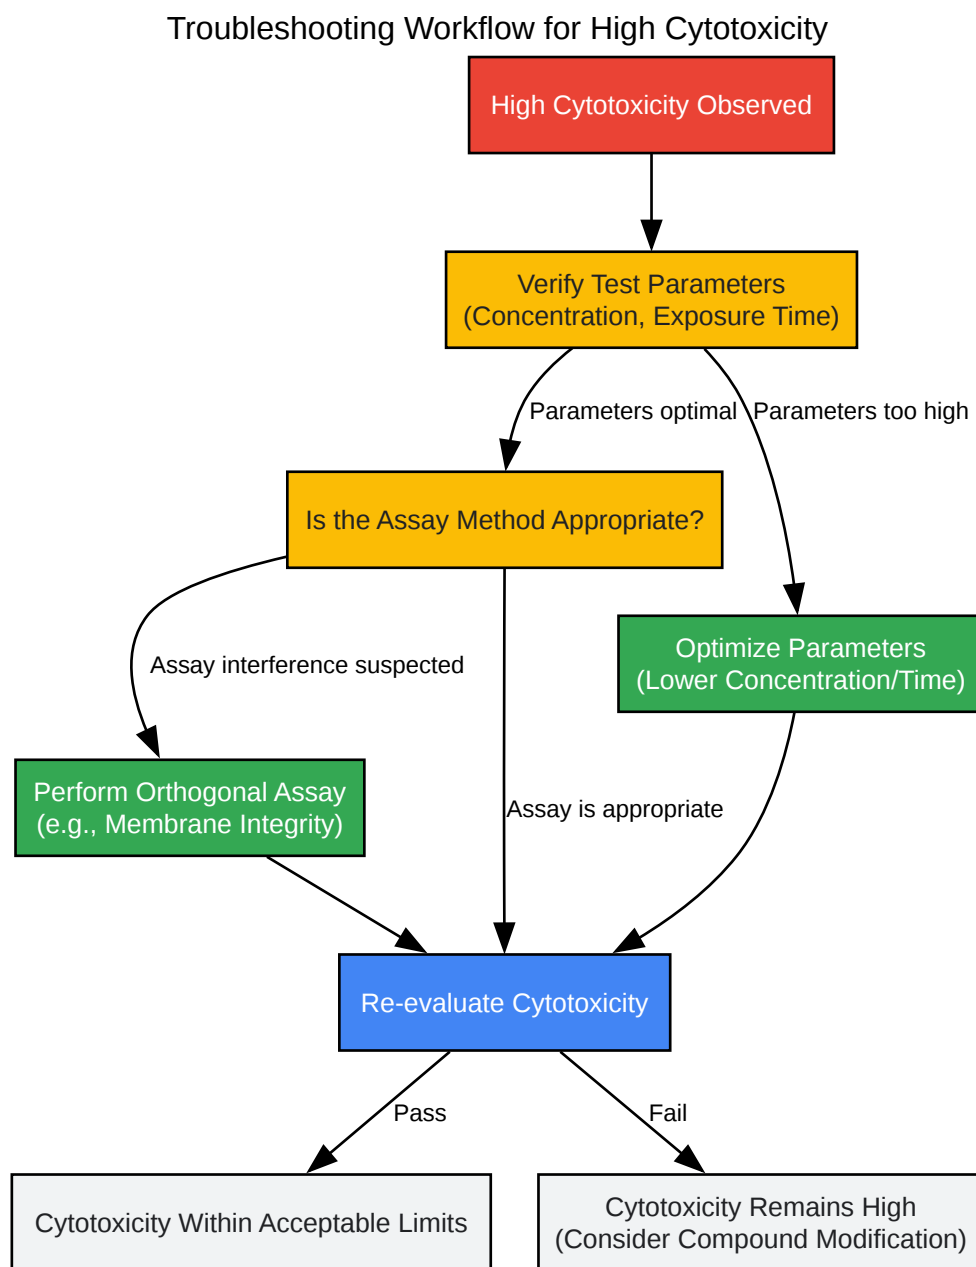 Troubleshooting Workflow for High Cytotoxicity
High Cytotoxicity Observed
Verify Test Parameters
(Concentration, Exposure Time)
Parameters optimal
Parameters too high
Is the Assay Method Appropriate?
Optimize Parameters
(Lower Concentration/Time)
Assay interference suspected
Perform Orthogonal Assay
(e.g., Membrane Integrity)
Assay is appropriate
Re-evaluate Cytotoxicity
Pass
Fail
Cytotoxicity Within Acceptable Limits
Cytotoxicity Remains High
(Consider Compound Modification)